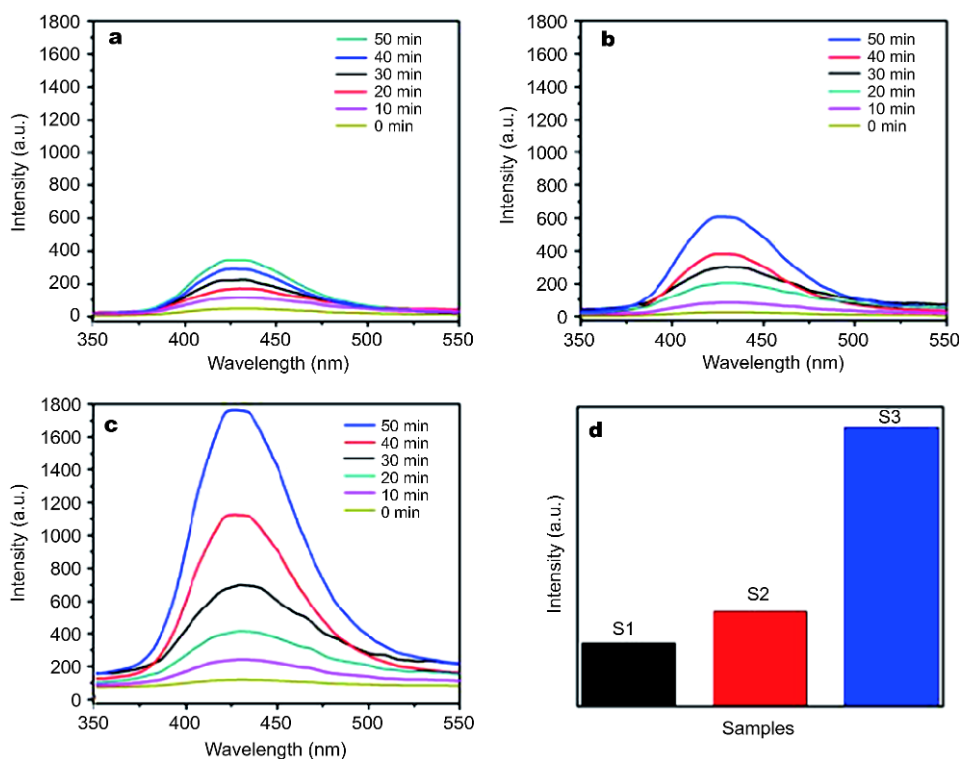 a
1800
1600
1400
1200
1000
800
600
400
200
0
Intensity (a.u.)
50 min
40 min
30 min
20 min
10 min
0 min
350
400
450
500
550
Wavelength (nm)
b
1800
1600
1400
1200
1000
800
600
400
200
0
Intensity (a.u.)
50 min
40 min
30 min
20 min
10 min
0 min
350
400
450
500
550
Wavelength (nm)
c
1800
1600
1400
1200
1000
800
600
400
200
0
Intensity (a.u.)
50 min
40 min
30 min
20 min
10 min
0 min
350
400
450
500
550
Wavelength (nm)
d
Intensity (a.u.)
S1
S2
S3
Samples